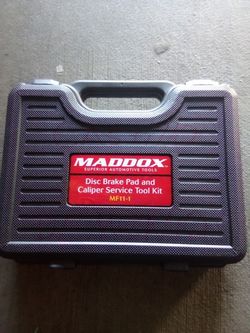 MADDOX
SUPERIOR AUTOMOTIVE TOOLS
Disc Brake Pad and
Caliper Service Tool Kit
MF11-1